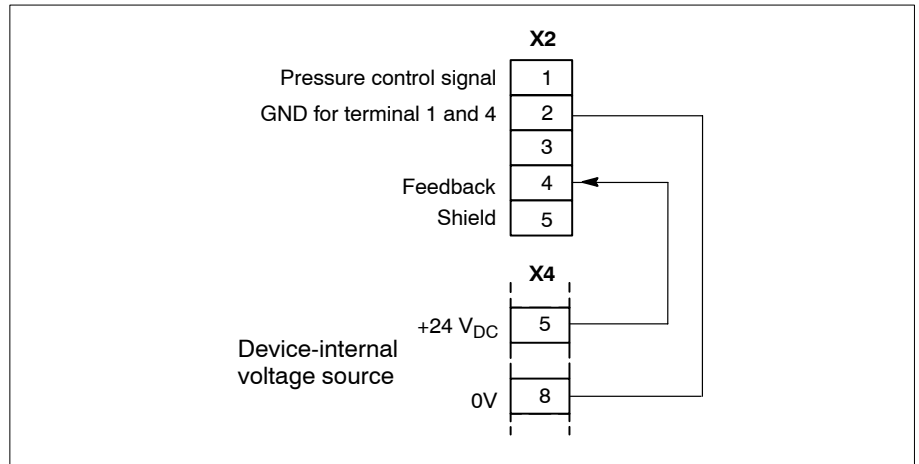 X2
Pressure control signal 1
GND for terminal 1 and 4 2
3
Feedback 4
Shield 5
X4
+24 VDC 5
Device-internal
voltage source
0V 8